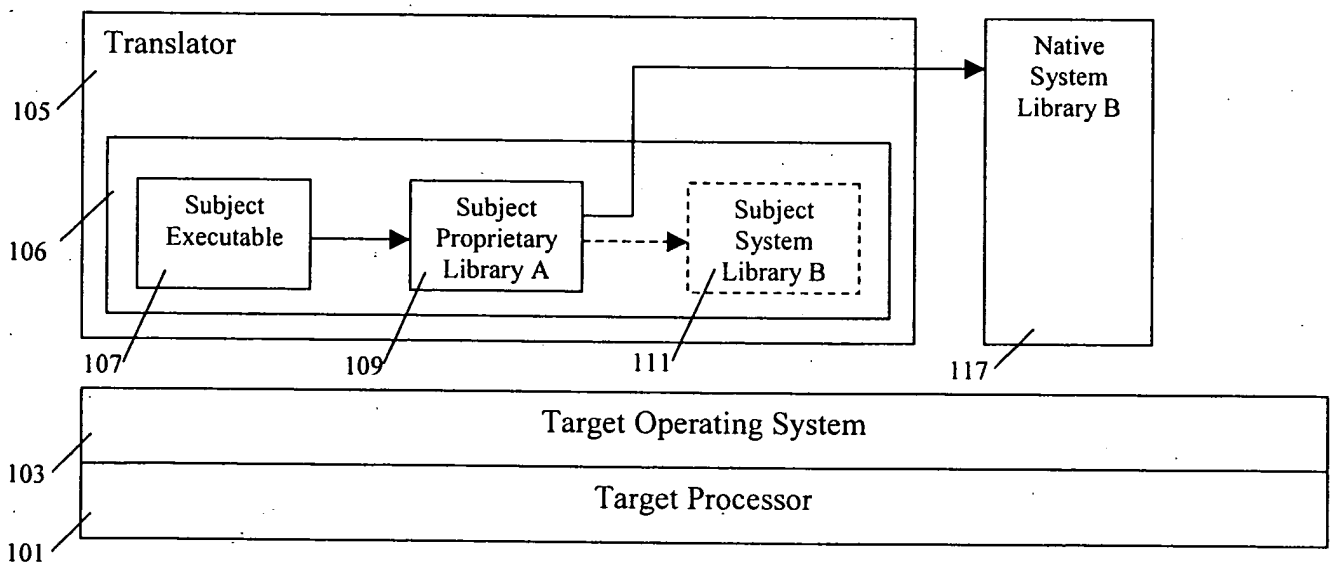 Translator
Native
System
Library B
105
Subject
Executable
Subject
Proprietary
Library A
Subject
System
Library B
106
107
109
111
117
Target Operating System
103
Target Processor
101